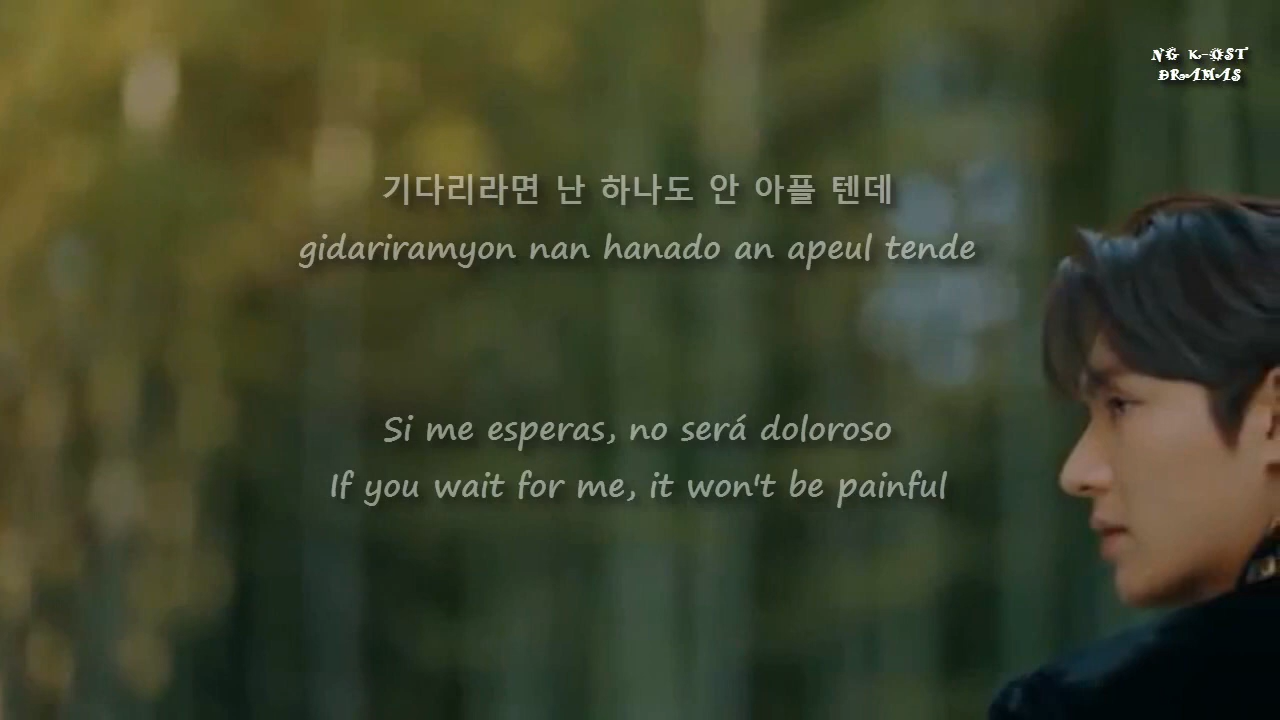 NG K-OST
DRAMAS
기다리라면 난 하나도 안 아플 텐데
gidariramyon nan hanado an apeul tende
Si me esperas, no será doloroso
If you wait for me, it won't be painful